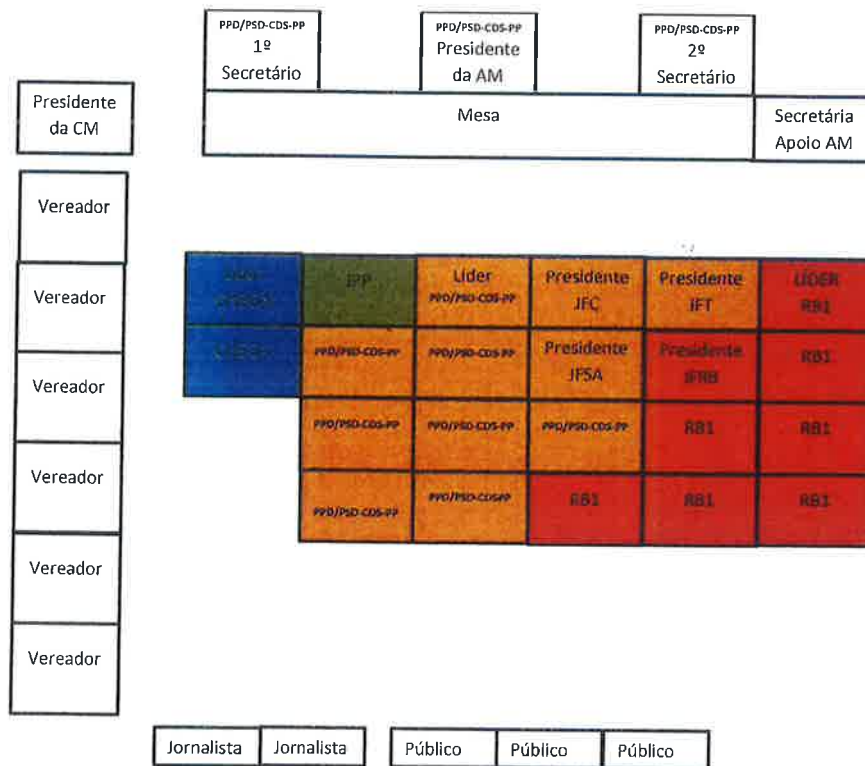 PPD/PSD-CDS-PP
1º
Secretário
PPD/PSD-CDS-PP
Presidente
da AM
PPD/PSD-CDS-PP
2º
Secretário
Presidente
da CM
Mesa
Secretária
Apoio AM
Vereador
Vereador
Vereador
Vereador
Vereador
Vereador
JPP
Líder
PPD/PSD-CDS-PP
Presidente
JFC
Presidente
JFT
LÍDER
RB1
PPD/PSD-CDS-PP
PPD/PSD-CDS-PP
Presidente
JFSA
Presidente
JFRB
RB1
PPD/PSD-CDS-PP
PPD/PSD-CDS-PP
PPD/PSD-CDS-PP
RB1
RB1
PPD/PSD-CDS-PP
PPD/PSD-CDSPP
RB1
RB1
RB1
Jornalista
Jornalista
Público
Público
Público